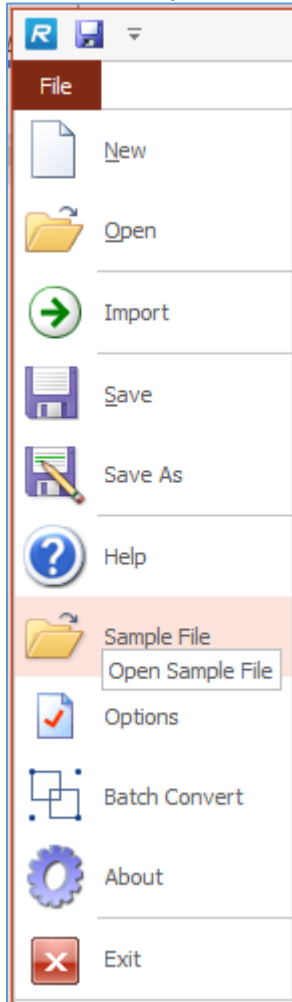 R
File
New
Open
Import
Save
Save As
Help
Sample File
Open Sample File
Options
Batch Convert
About
Exit